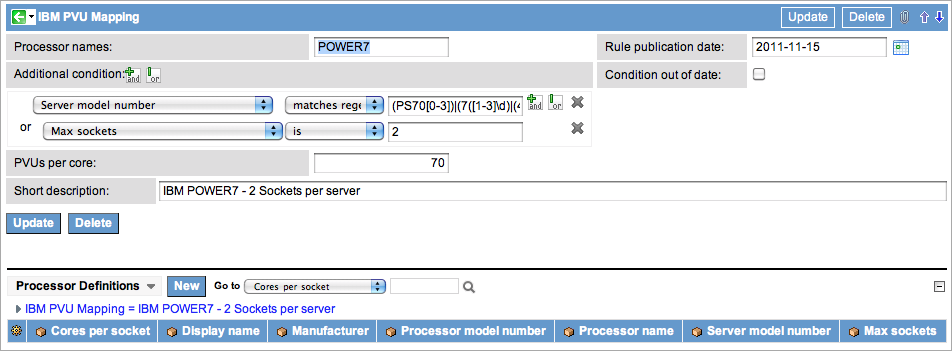 IBM PVU Mapping Update Delete
Processor names: POWER7 Rule publication date: 2011-11-15
Additional condition: and or Condition out of date:
Server model number matches rege (PS70[0-3])|(7([1-3]\d)|( and or
or Max sockets is 2
PVUs per core: 70
Short description: IBM POWER7 - 2 Sockets per server
Update Delete
Processor Definitions New Go to Cores per socket
IBM PVU Mapping = IBM POWER7 - 2 Sockets per server
Cores per socket Display name Manufacturer Processor model number Processor name Server model number Max sockets